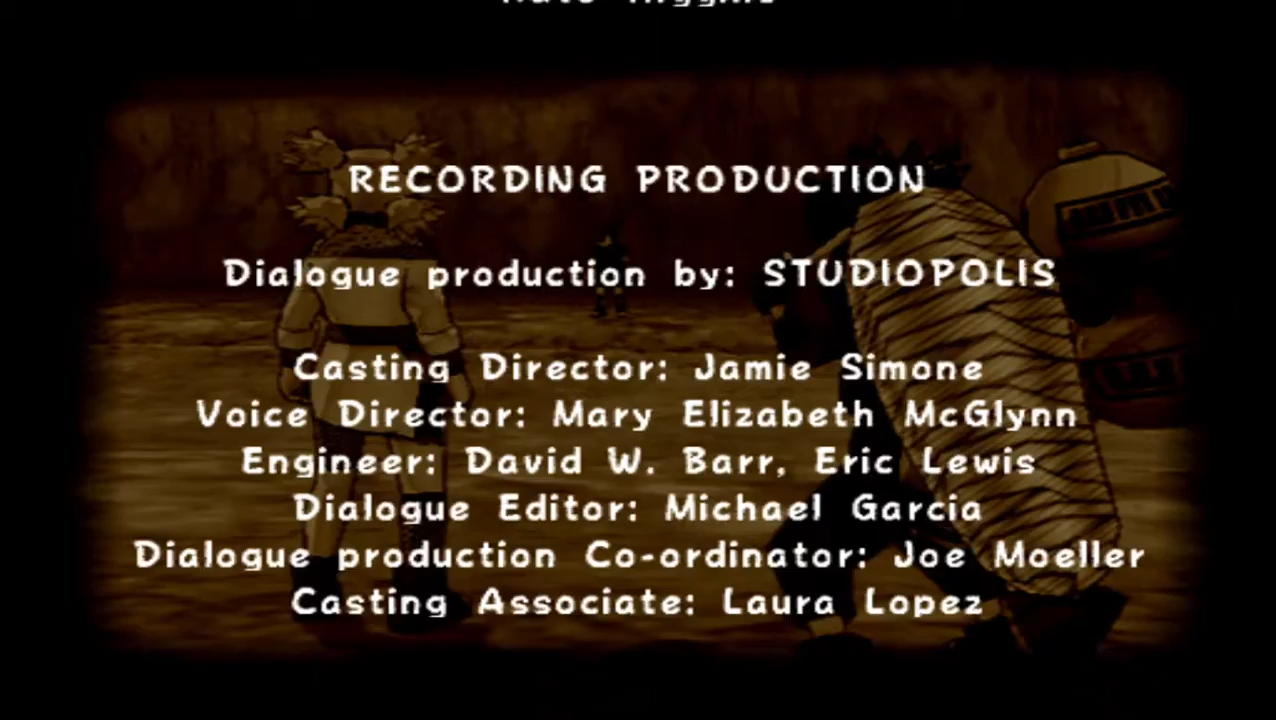 RECORDING PRODUCTION
Dialogue production by: STUDIOPOLIS
Casting Director: Jamie Simone
Voice Director: Mary Elizabeth McGlynn
Engineer: David W. Barr, Eric Lewis
Dialogue Editor: Michael Garcia
Dialogue production Co-ordinator: Joe Moeller
Casting Associate: Laura Lopez